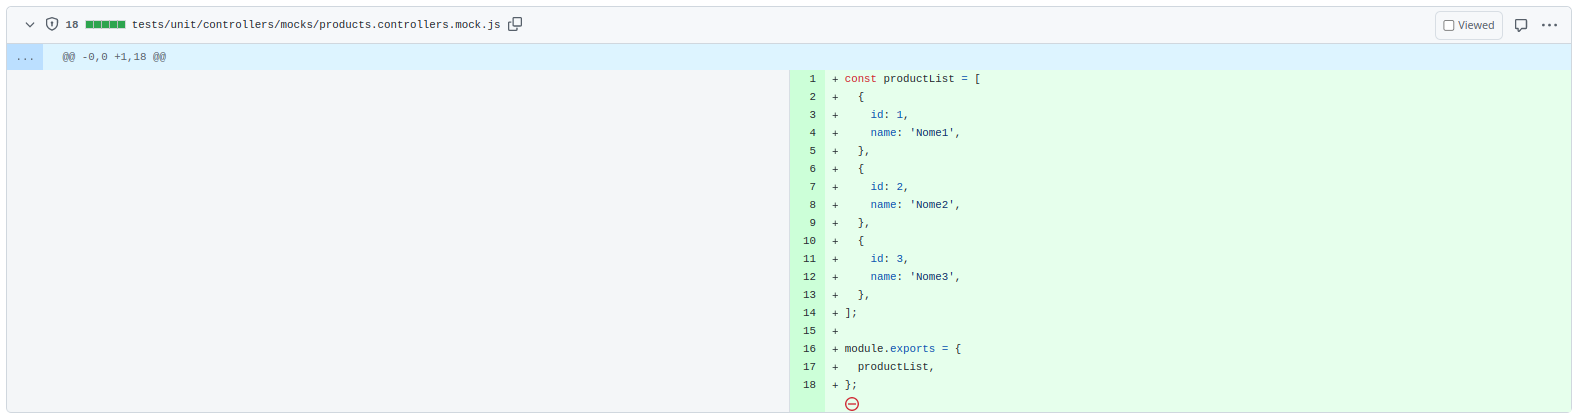 18 tests/unit/controllers/mocks/products.controllers.mock.js Viewed ...
... @@ -0,0 +1,18 @@
1 + const productList = [
2 +   {
3 +     id: 1,
4 +     name: 'Nome1',
5 +   },
6 +   {
7 +     id: 2,
8 +     name: 'Nome2',
9 +   },
10 +   {
11 +     id: 3,
12 +     name: 'Nome3',
13 +   },
14 + ];
15 +
16 + module.exports = {
17 +   productList,
18 + };